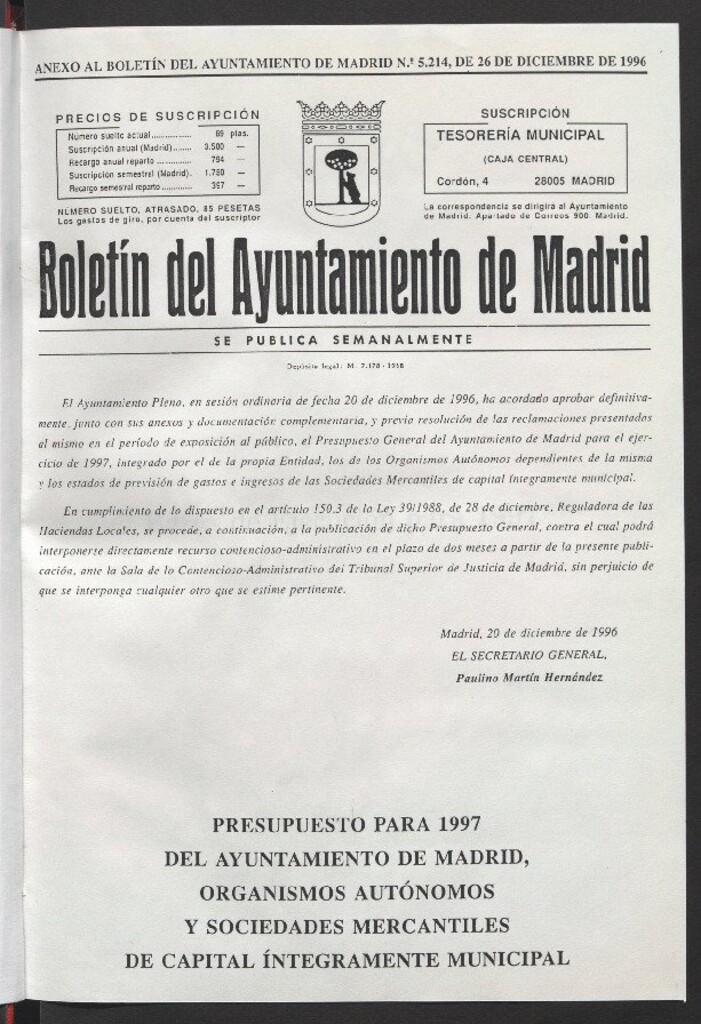 ANEXO AL BOLETÍN DEL AYUNTAMIENTO DE MADRID N.º 5.214, DE 26 DE DICIEMBRE DE 1996
PRECIOS DE SUSCRIPCIÓN
Número suelto actual............... 69 ptas.
Suscripción anual (Madrid)....... 3.500 —
Recargo anual reparto ............. 794 —
Suscripción semestral (Madrid). 1.750 —
Recargo semestral reparto........... 397 —
NÚMERO SUELTO, ATRASADO, 85 PESETAS
Los gastos de giro, por cuenta del suscriptor
SUSCRIPCIÓN
TESORERÍA MUNICIPAL
(CAJA CENTRAL)
Cordón, 4 28005 MADRID
La correspondencia se dirigirá al Ayuntamiento
de Madrid. Apartado de Correos 900. Madrid.
Boletín del Ayuntamiento de Madrid
SE PUBLICA SEMANALMENTE
Depósito legal: M. 7.178 - 1958
El Ayuntamiento Pleno, en sesión ordinaria de fecha 20 de diciembre de 1996, ha acordado aprobar definitiva-
mente, junto con sus anexos y documentación complementaria, y previa resolución de las reclamaciones presentadas
al mismo en el período de exposición al público, el Presupuesto General del Ayuntamiento de Madrid para el ejer-
cicio de 1997, integrado por el de la propia Entidad, los de los Organismos Autónomos dependientes de la misma
y los estados de previsión de gastos e ingresos de las Sociedades Mercantiles de capital íntegramente municipal.
En cumplimiento de lo dispuesto en el artículo 150.3 de la Ley 39/1988, de 28 de diciembre, Reguladora de las
Haciendas Locales, se procede, a continuación, a la publicación de dicho Presupuesto General, contra el cual podrá
interponerse directamente recurso contencioso-administrativo en el plazo de dos meses a partir de la presente publi-
cación, ante la Sala de lo Contencioso-Administrativo del Tribunal Superior de Justicia de Madrid, sin perjuicio de
que se interponga cualquier otro que se estime pertinente.
Madrid, 20 de diciembre de 1996
EL SECRETARIO GENERAL,
Paulino Martín Hernández
PRESUPUESTO PARA 1997
DEL AYUNTAMIENTO DE MADRID,
ORGANISMOS AUTÓNOMOS
Y SOCIEDADES MERCANTILES
DE CAPITAL ÍNTEGRAMENTE MUNICIPAL